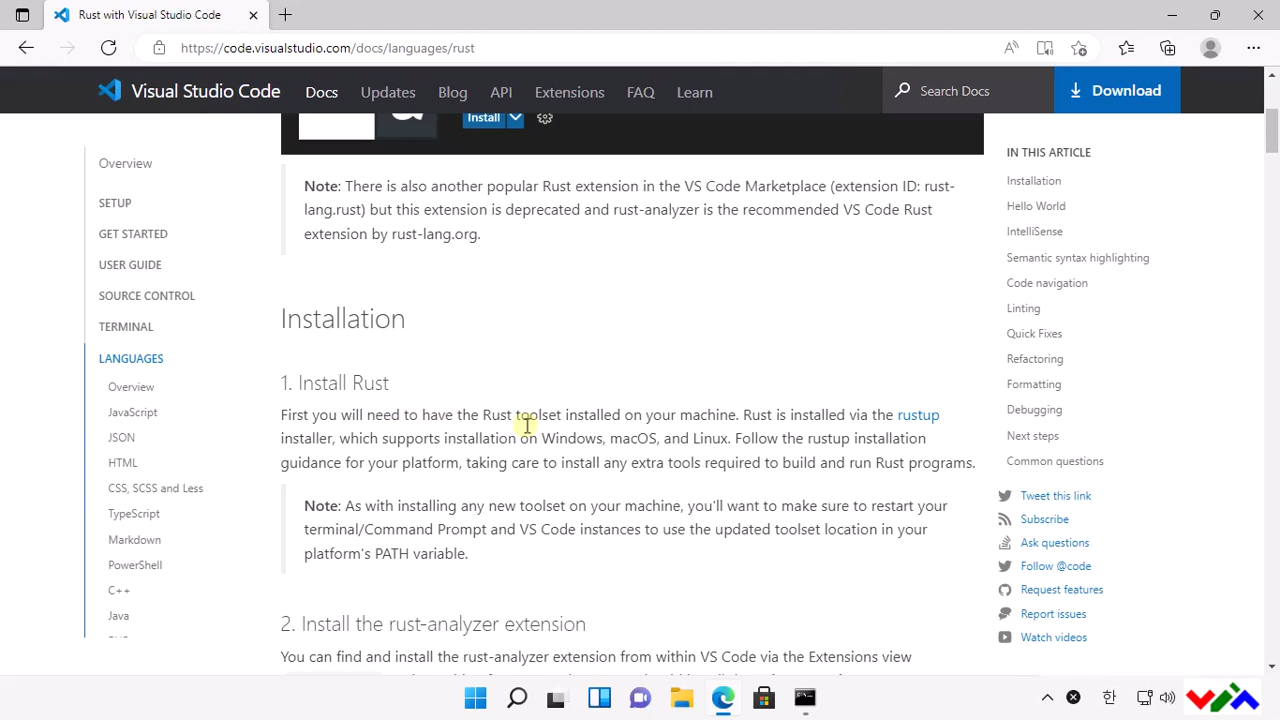 Rust with Visual Studio Code
https://code.visualstudio.com/docs/languages/rust
Visual Studio Code
Docs
Updates
Blog
API
Extensions
FAQ
Learn
Search Docs
Download
Install
Overview
SETUP
GET STARTED
USER GUIDE
SOURCE CONTROL
TERMINAL
LANGUAGES
Overview
JavaScript
JSON
HTML
CSS, SCSS and Less
TypeScript
Markdown
PowerShell
C++
Java
Note: There is also another popular Rust extension in the VS Code Marketplace (extension ID: rust-
lang.rust) but this extension is deprecated and rust-analyzer is the recommended VS Code Rust
extension by rust-lang.org.
Installation
1. Install Rust
First you will need to have the Rust toolset installed on your machine. Rust is installed via the rustup
installer, which supports installation on Windows, macOS, and Linux. Follow the rustup installation
guidance for your platform, taking care to install any extra tools required to build and run Rust programs.
Note: As with installing any new toolset on your machine, you'll want to make sure to restart your
terminal/Command Prompt and VS Code instances to use the updated toolset location in your
platform's PATH variable.
2. Install the rust-analyzer extension
You can find and install the rust-analyzer extension from within VS Code via the Extensions view
IN THIS ARTICLE
Installation
Hello World
IntelliSense
Semantic syntax highlighting
Code navigation
Linting
Quick Fixes
Refactoring
Formatting
Debugging
Next steps
Common questions
Tweet this link
Subscribe
Ask questions
Follow @code
Request features
Report issues
Watch videos
한